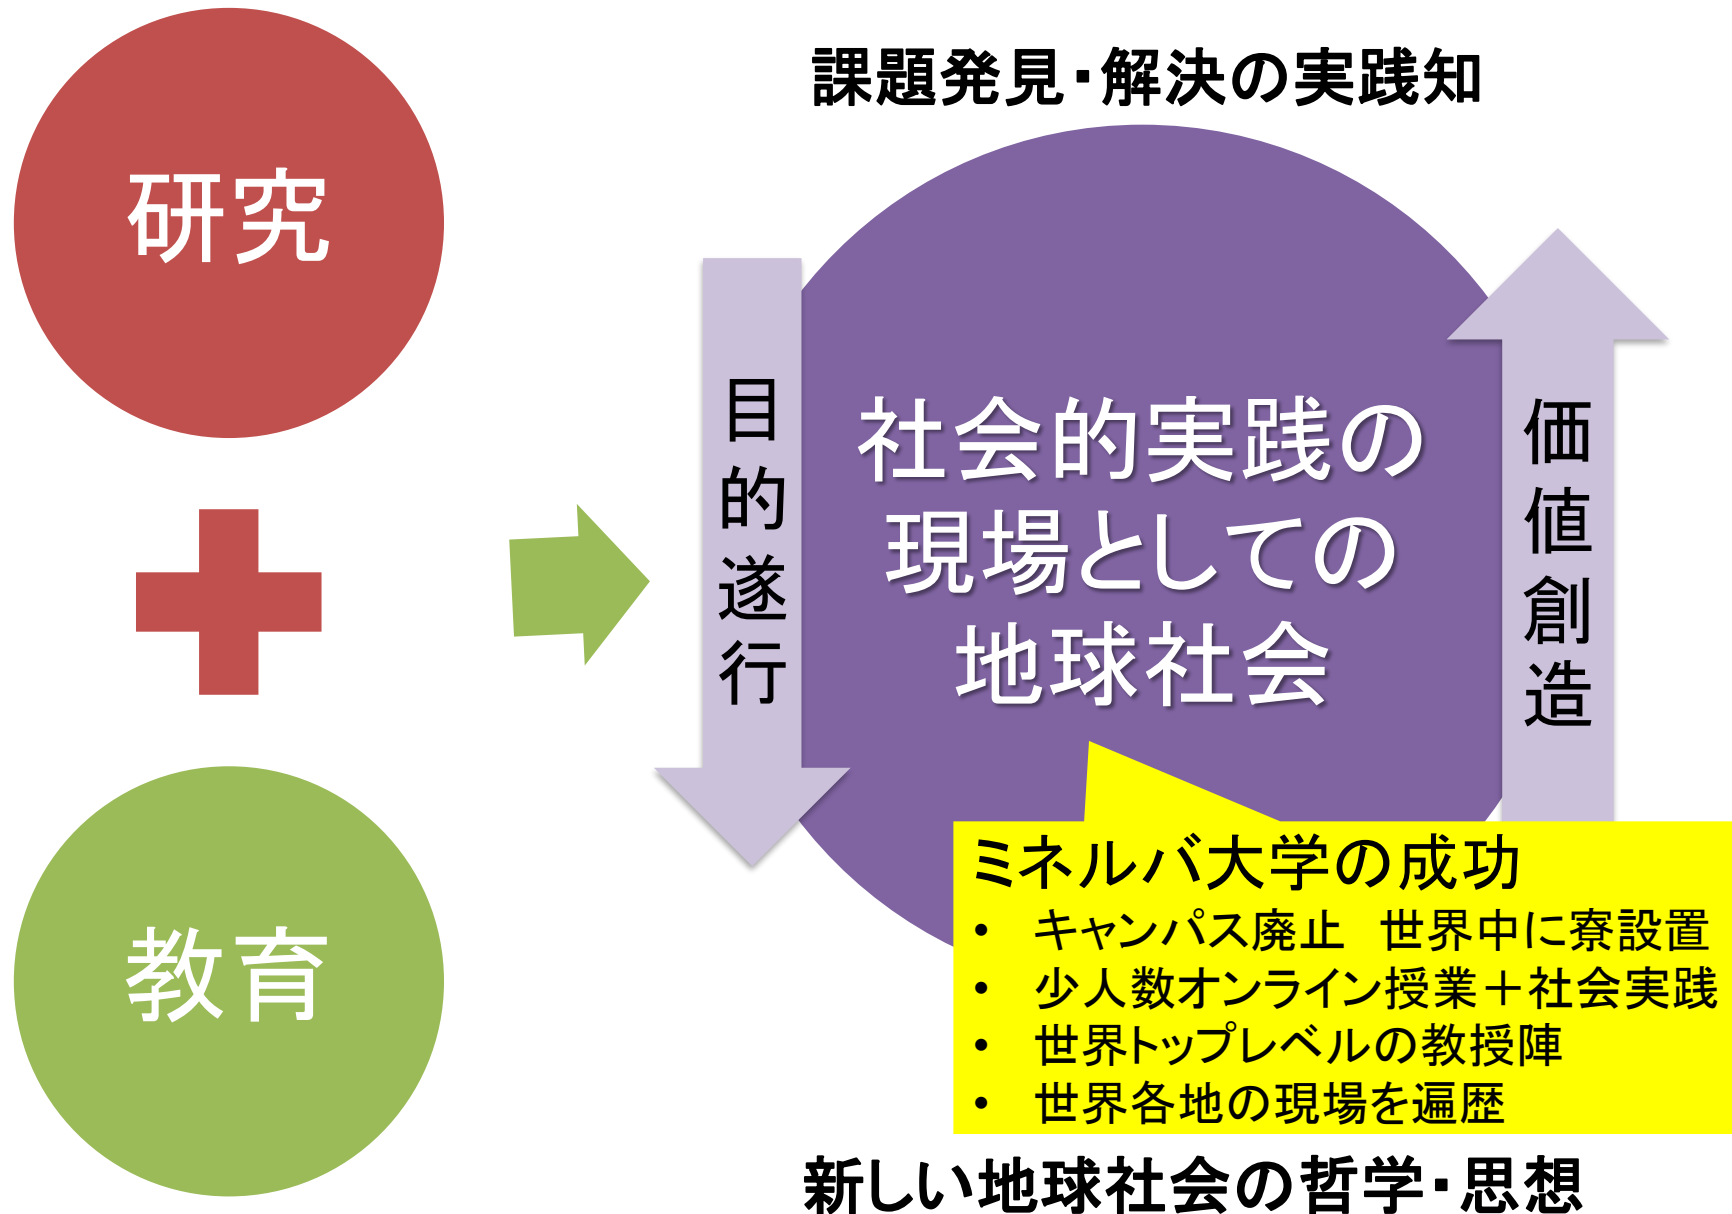 研究
教育
課題発見・解決の実践知
目的遂行
社会的実践の
現場としての
地球社会
価値創造
ミネルバ大学の成功
• キャンパス廃止　世界中に寮設置
• 少人数オンライン授業＋社会実践
• 世界トップレベルの教授陣
• 世界各地の現場を遍歴
新しい地球社会の哲学・思想